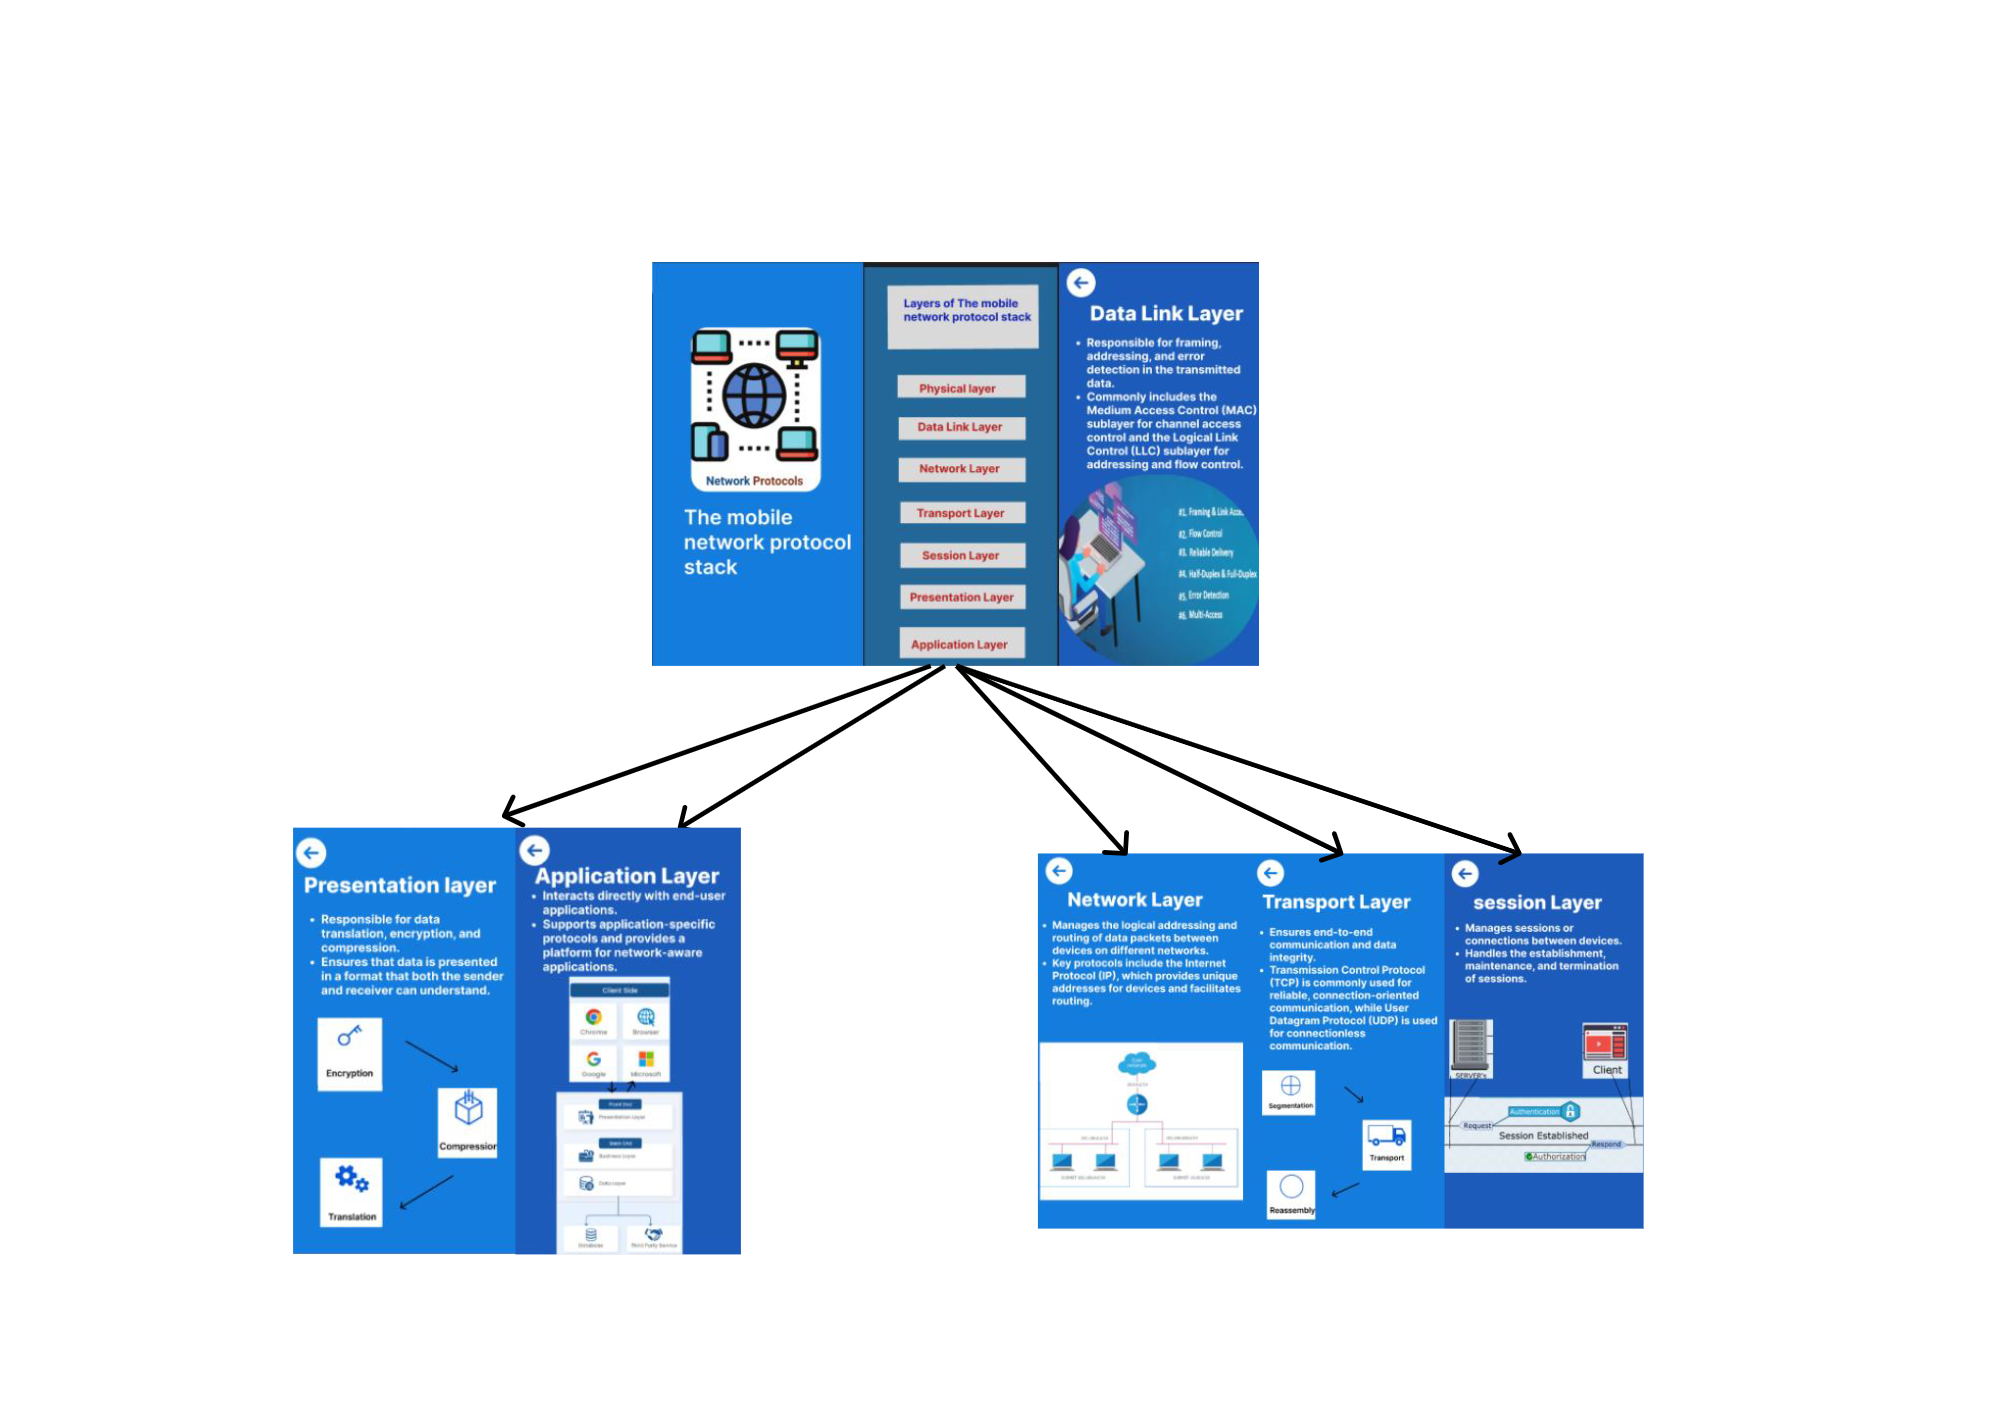 Network Protocols
The mobile
network protocol
stack
Layers of The mobile
network protocol stack
Physical layer
Data Link Layer
Network Layer
Transport Layer
Session Layer
Presentation Layer
Application Layer
Data Link Layer
• Responsible for framing,
addressing, and error
detection in the transmitted
data.
• Commonly includes the
Medium Access Control (MAC)
sublayer for channel access
control and the Logical Link
Control (LLC) sublayer for
addressing and flow control.
#1. Framing & Link
#2. Flow Control
#3. Reliable Delivery
#4. Half-Duplex & Full-Duplex
#5. Error Detection
#6. Multi-Access
Presentation layer
• Responsible for data
translation, encryption, and
compression.
• Ensures that data is presented
in a format that both the sender
and receiver can understand.
Encryption
Compression
Translation
Application Layer
• Interacts directly with end-user
applications.
• Supports application-specific
protocols and provides a
platform for network-aware
applications.
Client Side
Chrome
Browser
Google
Microsoft
Presentation Layer
Business Layer
Data Layer
Database
Third Party Service
Network Layer
• Manages the logical addressing and
routing of data packets between
devices on different networks.
• Key protocols include the Internet
Protocol (IP), which provides unique
addresses for devices and facilitates
routing.
Transport Layer
• Ensures end-to-end
communication and data
integrity.
• Transmission Control Protocol
(TCP) is commonly used for
reliable, connection-oriented
communication, while User
Datagram Protocol (UDP) is used
for connectionless
communication.
Segmentation
Transport
Reassembly
session Layer
• Manages sessions or
connections between devices.
• Handles the establishment,
maintenance, and termination
of sessions.
SERVER's
Client
Authentication
Request
Session Established
Respond
Authorization